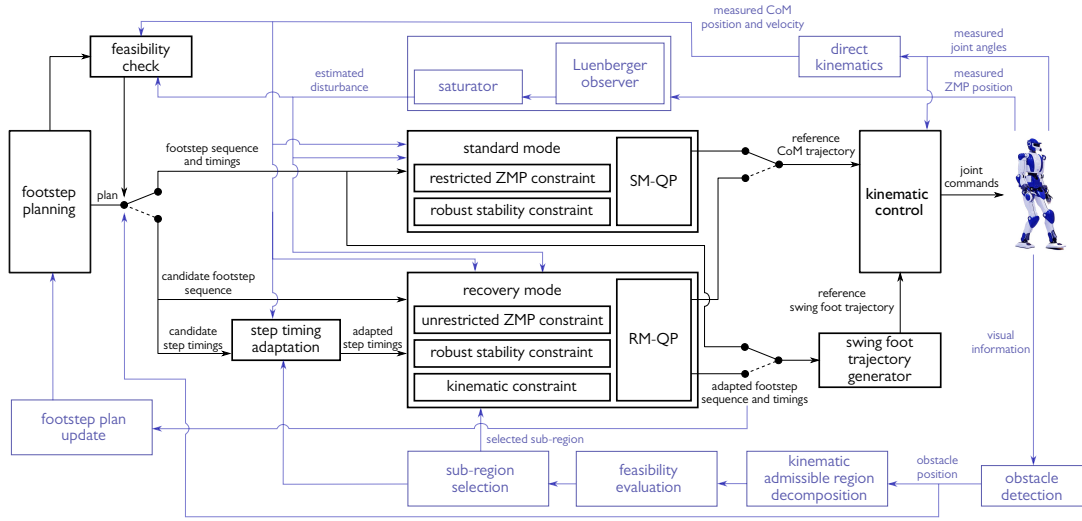 measured CoM
position and velocity
feasibility
check
direct
kinematics
measured
joint angles
Luenberger
observer
saturator
estimated
disturbance
measured
ZMP position
footstep
planning
plan
footstep sequence
and timings
standard mode
restricted ZMP constraint
robust stability constraint
SM-QP
reference
CoM trajectory
kinematic
control
joint
commands
candidate footstep
sequence
recovery mode
unrestricted ZMP constraint
robust stability constraint
kinematic constraint
RM-QP
reference
swing foot trajectory
candidate
step timings
step timing
adaptation
adapted
step timings
swing foot
trajectory
generator
visual
information
adapted footstep
sequence and timings
footstep plan
update
selected sub-region
sub-region
selection
feasibility
evaluation
kinematic
admissible region
decomposition
obstacle
position
obstacle
detection